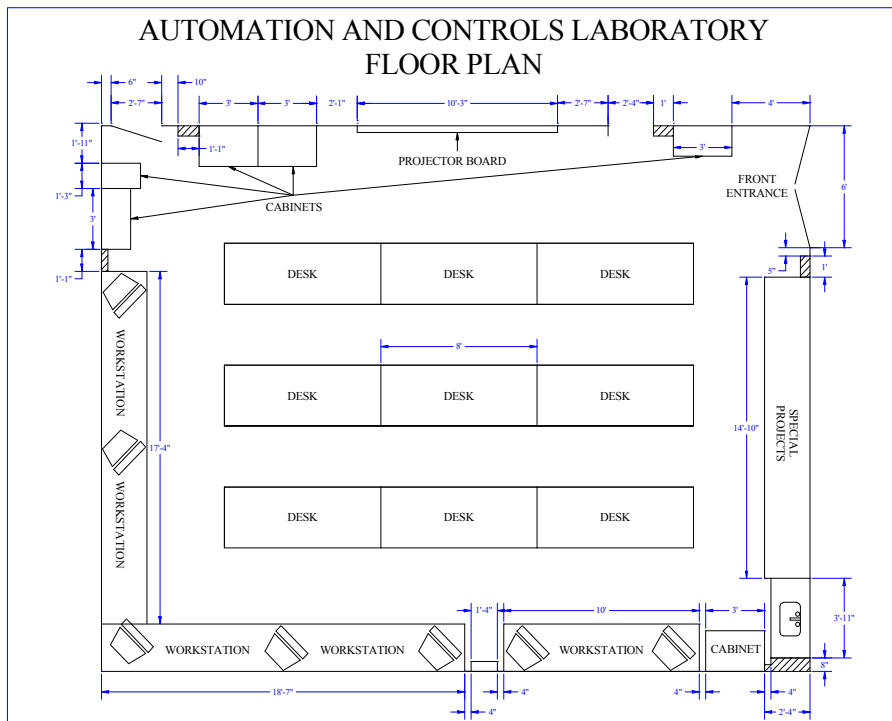 AUTOMATION AND CONTROLS LABORATORY
FLOOR PLAN
6"
10"
2'-7"
3'
3'
2'-1"
10'-3"
2'-7"
2'-4"
1'
4'
1'-11"
1'-1"
3'
PROJECTOR BOARD
FRONT
ENTRANCE
6'
1'-3"
CABINETS
3'
1'-1"
5"
1'
DESK
DESK
DESK
WORKSTATION
8'
DESK
DESK
DESK
SPECIAL
PROJECTS
14'-10"
17'-4"
WORKSTATION
DESK
DESK
DESK
1'-4"
10'
3'
3'-11"
WORKSTATION
WORKSTATION
WORKSTATION
CABINET
8"
18'-7"
4"
4"
4"
4"
2'-4"